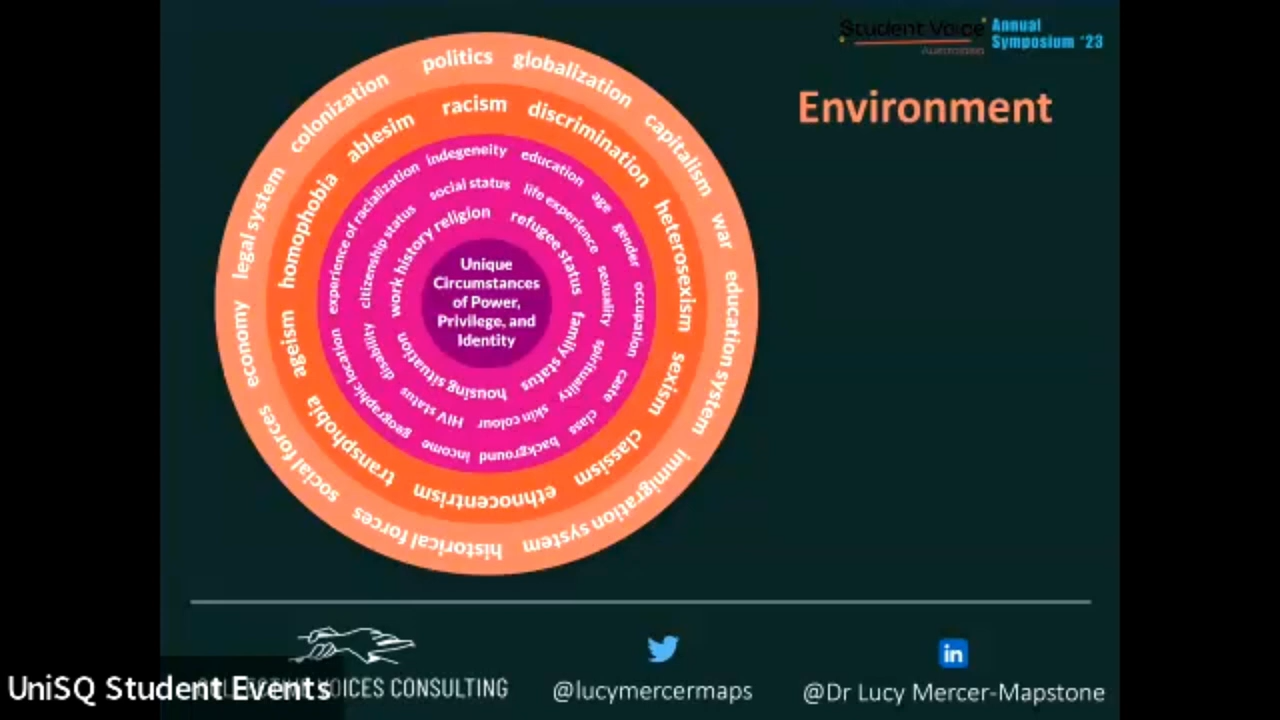 Student Voice
Australasian
Annual
Symposium '23
Environment
colonization politics globalization capitalism war education system immigration system historical forces social forces economy legal system
homophobia ablesim racism discrimination heterosexism sexism classism ethnocentrism transphobia ageism
experience of racialization indegeneity education age gender occupation caste class background income geographic location
citizenship status social status life experience sexuality spirituality skin colour HIV status disability
work history religion refugee status family status housing situation
Unique
Circumstances
of Power,
Privilege, and
Identity
VOICES CONSULTING
UniSQ Student Events
@lucymercermaps
in
@Dr Lucy Mercer-Mapstone